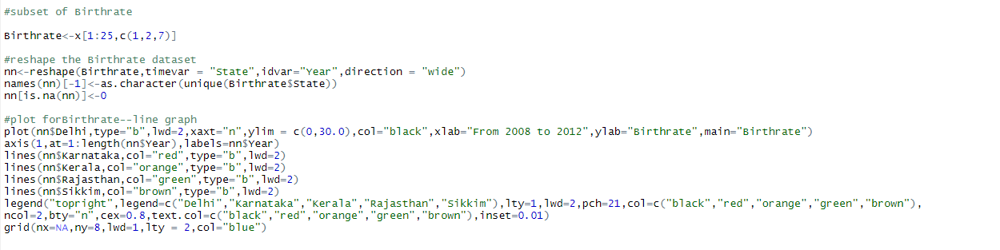 #subset of Birthrate
Birthrate<-x[1:25,c(1,2,7)]
#reshape the Birthrate dataset
nn<-reshape(Birthrate,timevar = "State",idvar="Year",direction = "wide")
names(nn)[-1]<-as.character(unique(Birthrate$State))
nn[is.na(nn)]<-0
#plot forBirthrate--line graph
plot(nn$Delhi,type="b",lwd=2,xaxt="n",ylim = c(0,30.0),col="black",xlab="From 2008 to 2012",ylab="Birthrate",main="Birthrate")
axis(1,at=1:length(nn$Year),labels=nn$Year)
lines(nn$Karnataka,col="red",type="b",lwd=2)
lines(nn$Kerala,col="orange",type="b",lwd=2)
lines(nn$Rajasthan,col="green",type="b",lwd=2)
lines(nn$Sikkim,col="brown",type="b",lwd=2)
legend("topright",legend=c("Delhi","Karnataka","Kerala","Rajasthan","Sikkim"),lty=1,lwd=2,pch=21,col=c("black","red","orange","green","brown"),
ncol=2,bty="n",cex=0.8,text.col=c("black","red","orange","green","brown"),inset=0.01)
grid(nx=NA,ny=8,lwd=1,lty = 2,col="blue")